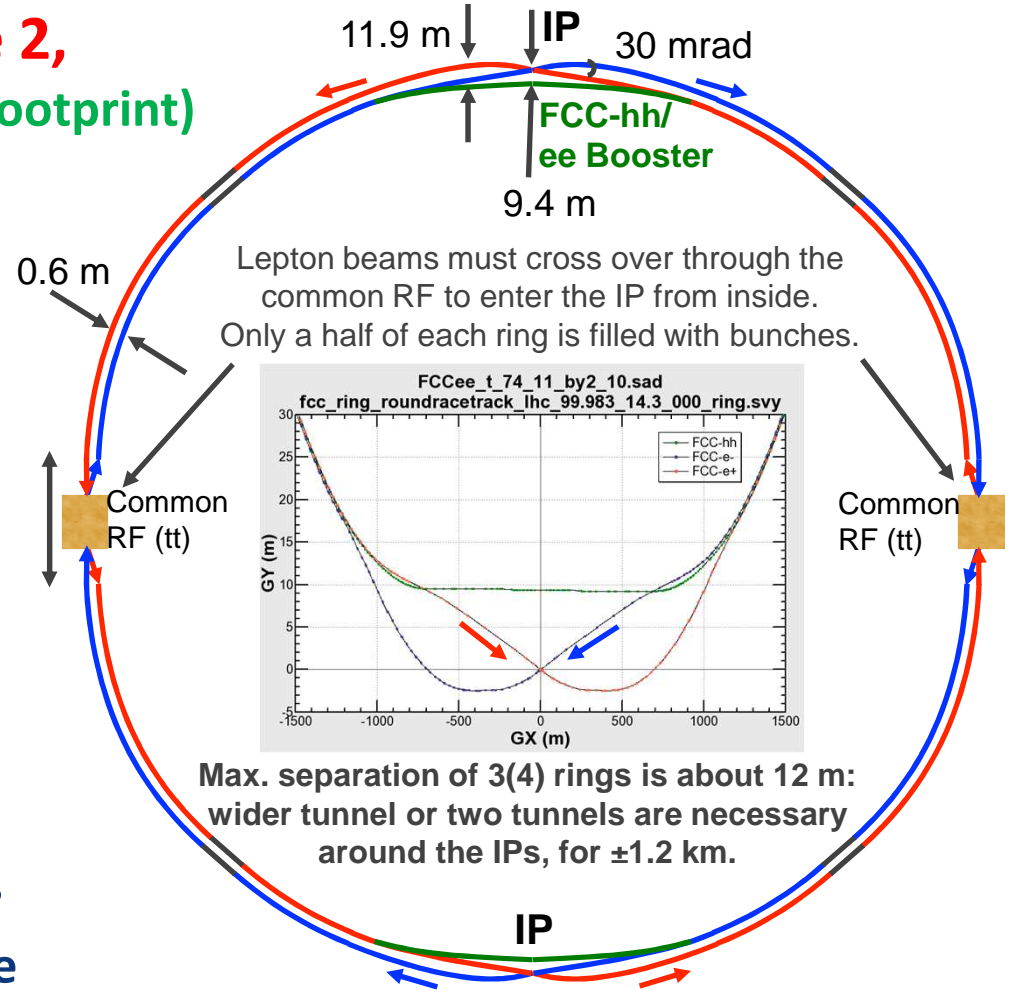 e 2,
ootprint)
11.9 m
IP
30 mrad
FCC-hh/
ee Booster
9.4 m
0.6 m
Lepton beams must cross over through the
common RF to enter the IP from inside.
Only a half of each ring is filled with bunches.
FCCee_t_74_11_by2_10.sad
fcc_ring_roundracetrack_lhc_99.983_14.3_000_ring.svy
30
25
20
15
10
5
0
-5
GY (m)
FCC-hh
FCC-e-
FCC-e+
-1500
-1000
-500
0
500
1000
1500
GX (m)
Common
RF (tt)
Common
RF (tt)
Max. separation of 3(4) rings is about 12 m:
wider tunnel or two tunnels are necessary
around the IPs, for ±1.2 km.
IP
e